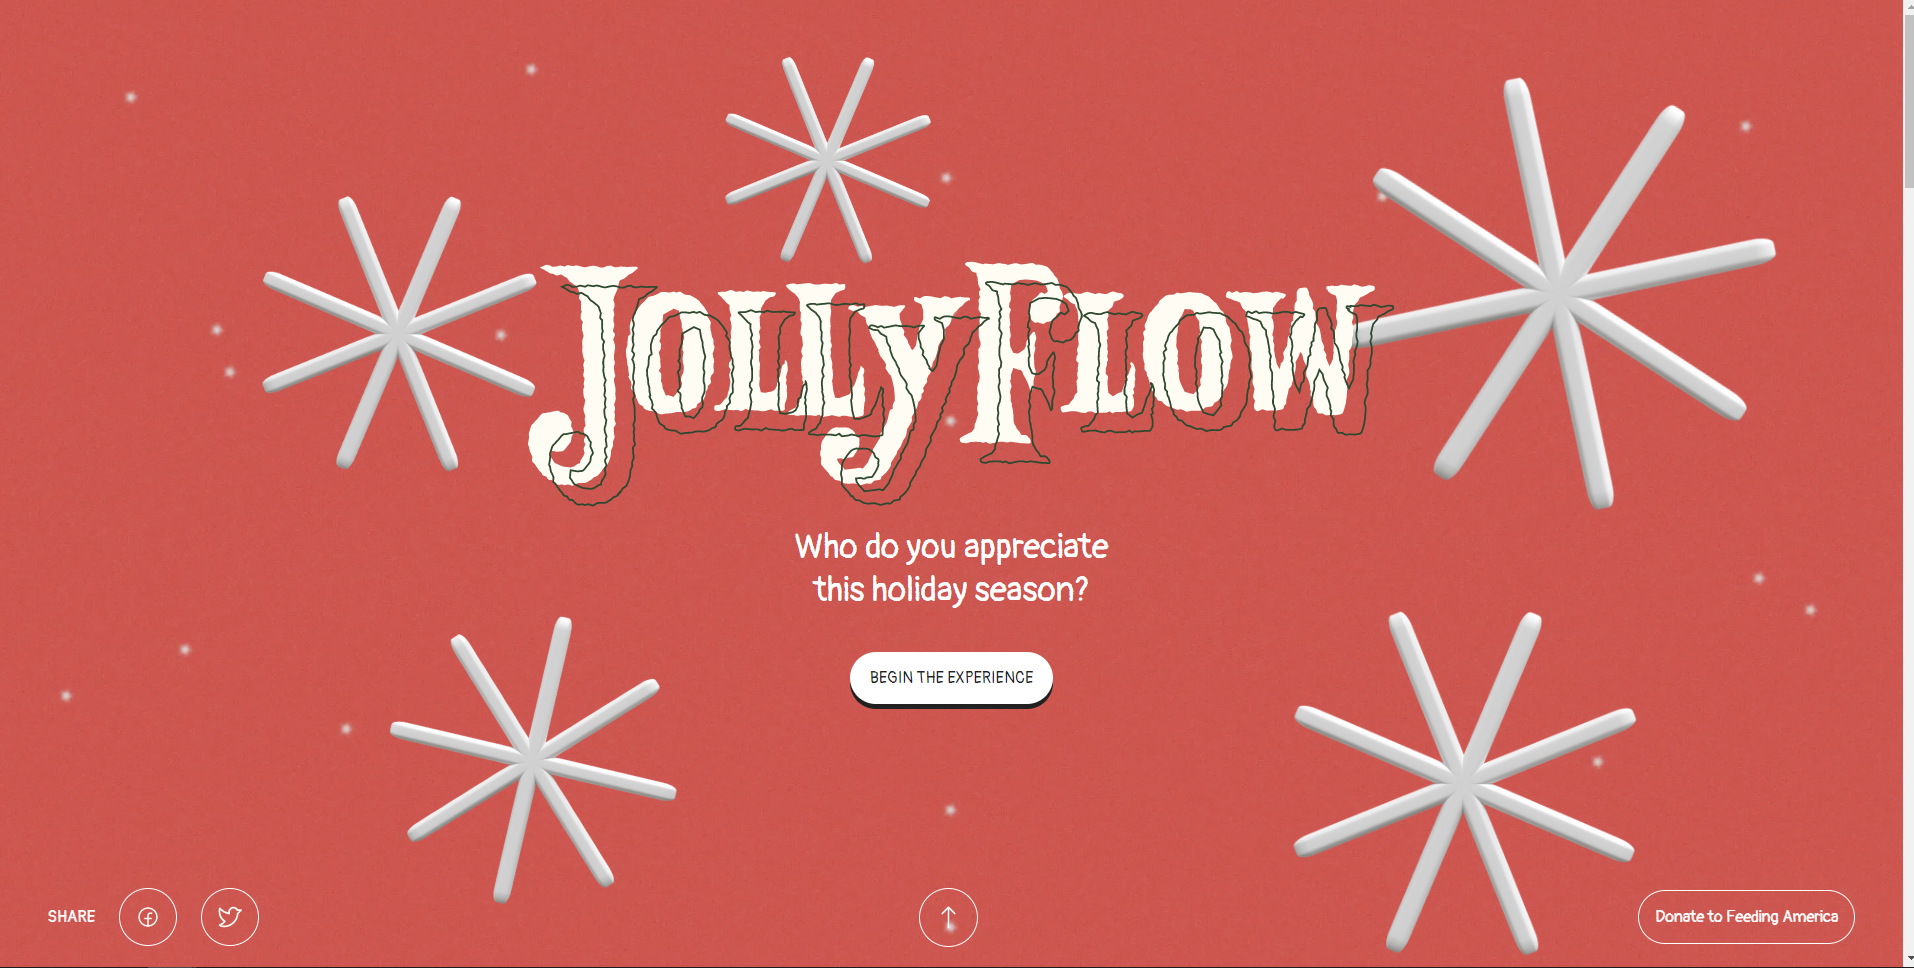 JOLLYFLOW
Who do you appreciate
this holiday season?
BEGIN THE EXPERIENCE
SHARE
Donate to Feeding America